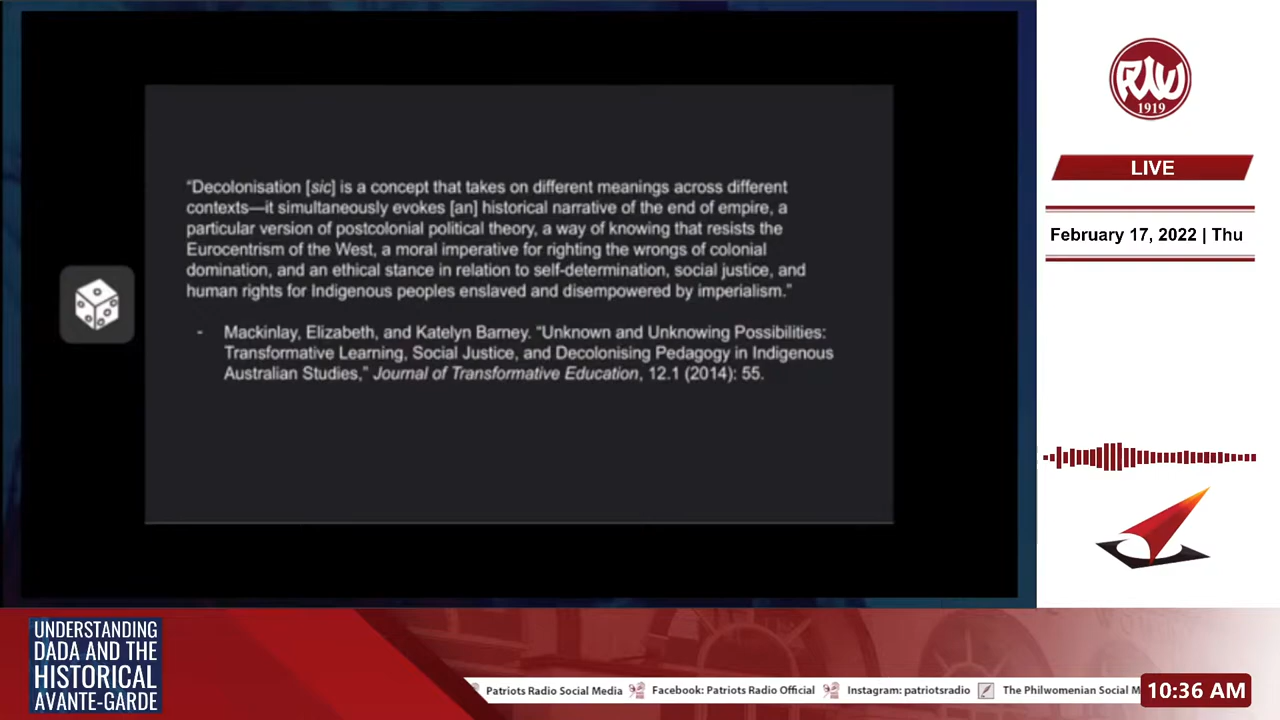 “Decolonisation [sic] is a concept that takes on different meanings across different
contexts—it simultaneously evokes [an] historical narrative of the end of empire, a
particular version of postcolonial political theory, a way of knowing that resists the
Eurocentrism of the West, a moral imperative for righting the wrongs of colonial
domination, and an ethical stance in relation to self-determination, social justice, and
human rights for Indigenous peoples enslaved and disempowered by imperialism.”
- Mackinlay, Elizabeth, and Katelyn Barney. “Unknown and Unknowing Possibilities:
Transformative Learning, Social Justice, and Decolonising Pedagogy in Indigenous
Australian Studies,” Journal of Transformative Education, 12.1 (2014): 55.
1919
LIVE
February 17, 2022 | Thu
UNDERSTANDING
DADA AND THE
HISTORICAL
AVANTE-GARDE
Patriots Radio Social Media Facebook: Patriots Radio Official Instagram: patriotsradio The Philwomenian Social M
10:36 AM